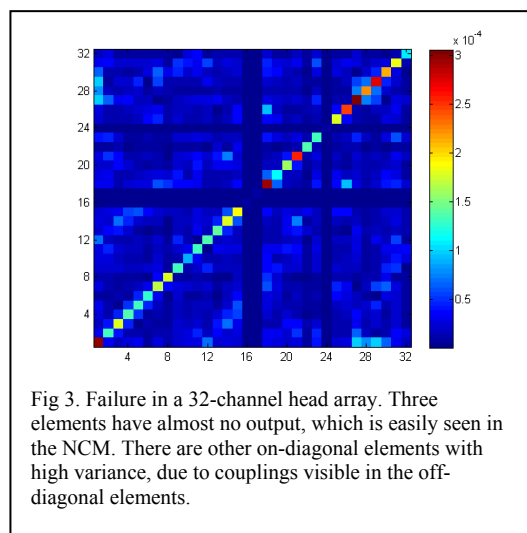 x 10⁻⁴
32
28
24
20
16
12
8
4
4 8 12 16 20 24 28 32
3
2.5
2
1.5
1
0.5
Fig 3. Failure in a 32-channel head array. Three
elements have almost no output, which is easily seen in
the NCM. There are other on-diagonal elements with
high variance, due to couplings visible in the off-
diagonal elements.